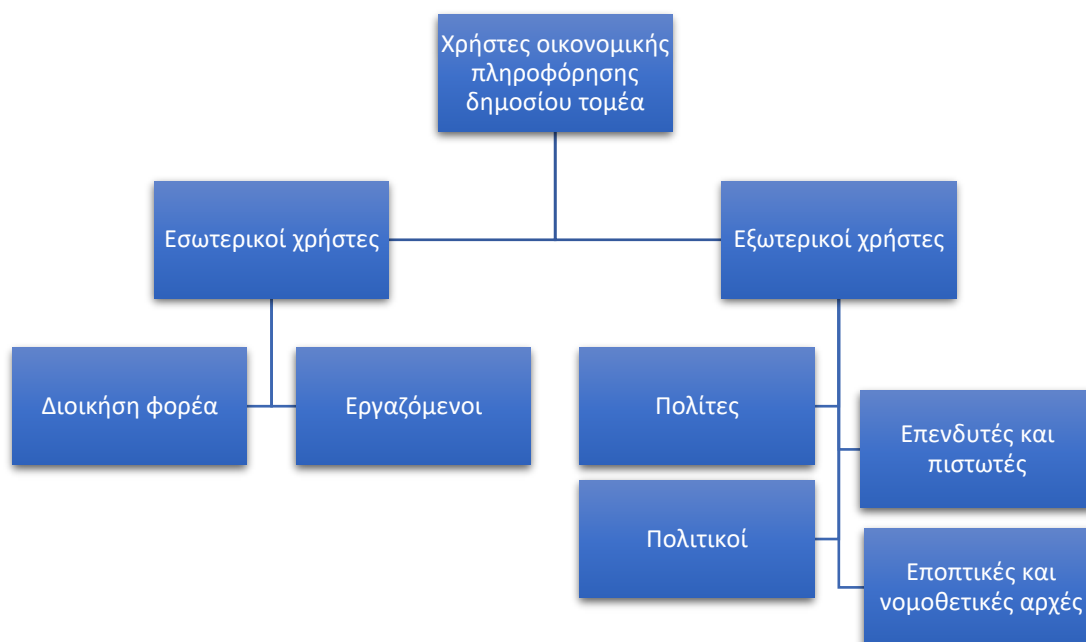 Χρήστες οικονομικής
πληροφόρησης
δημοσίου τομέα
Εσωτερικοί χρήστες
Εξωτερικοί χρήστες
Διοικήση φορέα
Εργαζόμενοι
Πολίτες
Επενδυτές και
πιστωτές
Πολιτικοί
Εποπτικές και
νομοθετικές αρχές